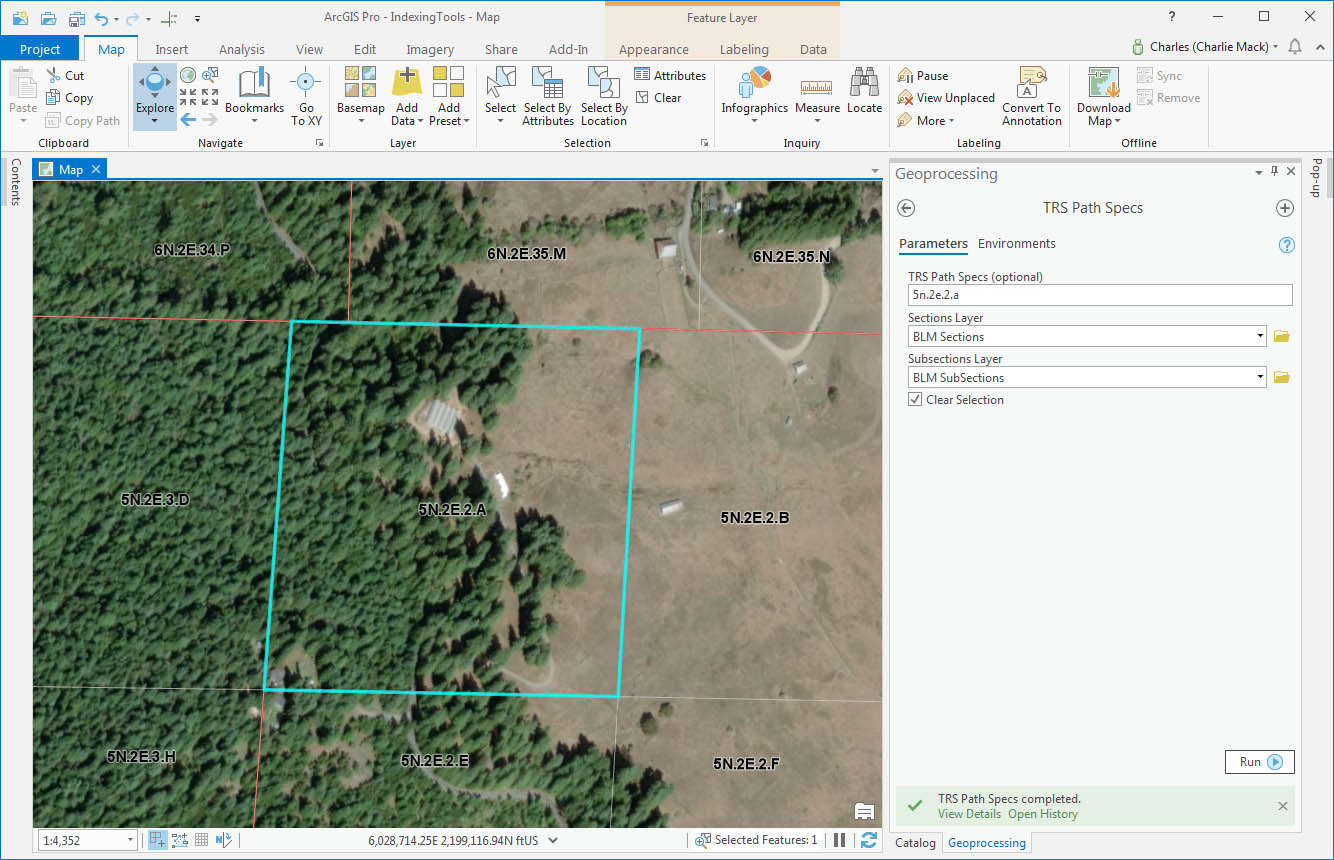 ArcGIS Pro - IndexingTools - Map
Feature Layer
?
Project
Map
Insert
Analysis
View
Edit
Imagery
Share
Add-In
Appearance
Labeling
Data
Charles (Charlie Mack)
Paste
Cut
Copy
Copy Path
Clipboard
Explore
Bookmarks
Go
To XY
Navigate
Basemap
Add
Data
Add
Preset
Layer
Select
Select By
Attributes
Select By
Location
Attributes
Clear
Selection
Infographics
Measure
Locate
Inquiry
Pause
View Unplaced
More
Convert To
Annotation
A
Labeling
Download
Map
Sync
Remove
Offline
Contents
Map
6N.2E.34.P
6N.2E.35.M
6N.2E.35.N
5N.2E.3.D
5N.2E.2.A
5N.2E.2.B
5N.2E.3.H
5N.2E.2.E
5N.2E.2.F
1:4,352
N
6,028,714.25E 2,199,116.94N ftUS
Selected Features: 1
Geoprocessing
TRS Path Specs
Parameters
Environments
?
TRS Path Specs (optional)
5n.2e.2.a
Sections Layer
BLM Sections
Subsections Layer
BLM SubSections
Clear Selection
Run
TRS Path Specs completed.
View Details Open History
Catalog
Geoprocessing
Pop-up